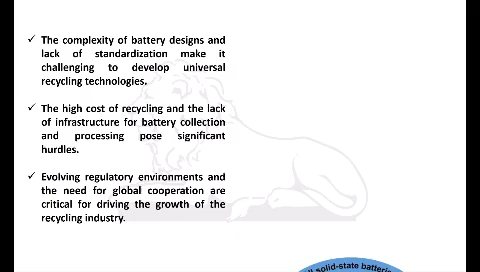 ✓ The complexity of battery designs and
lack of standardization make it
challenging to develop universal
recycling technologies.
✓ The high cost of recycling and the lack
of infrastructure for battery collection
and processing pose significant
hurdles.
✓ Evolving regulatory environments and
the need for global cooperation are
critical for driving the growth of the
recycling industry.
solid-state